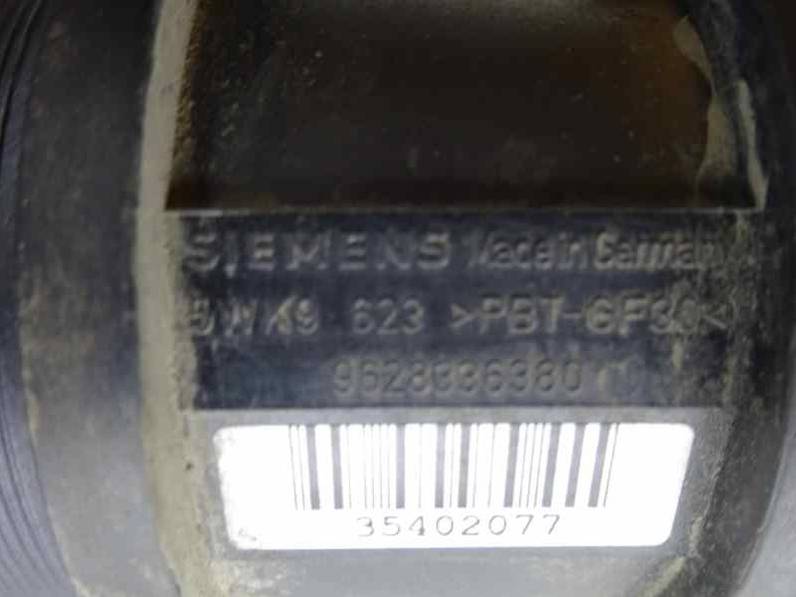 SIEMENS Made in Germany
5WK9 623 >PBT-GF30<
9628336380
35402077